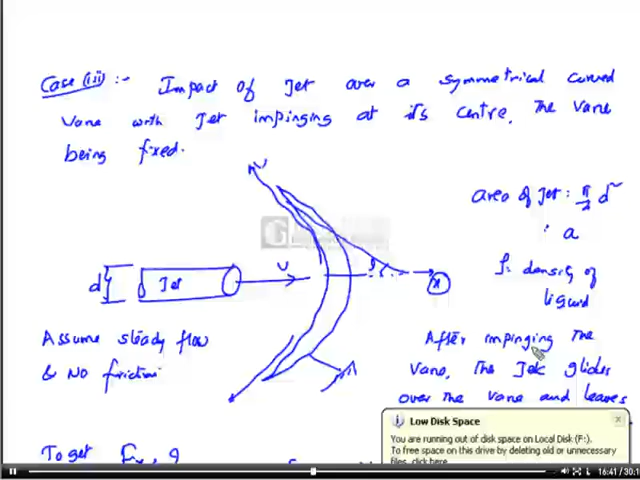 Case (iii) :- Impact of Jet over a symmetrical curved
Vane with Jet impinging at its centre, The Vane
being fixed.
V
area of Jet : π/4 d²
: a
d
Jet
V
θ
x
ρ: density of
liquid
Assume steady flow
& No friction
After impinging The
Vane, The Jet glides
over the vane and leaves
To get Fx, ?
Low Disk Space
You are running out of disk space on Local Disk (F:).
To free space on this drive by deleting old or unnecessary
files, click here.
16:41 / 30:1